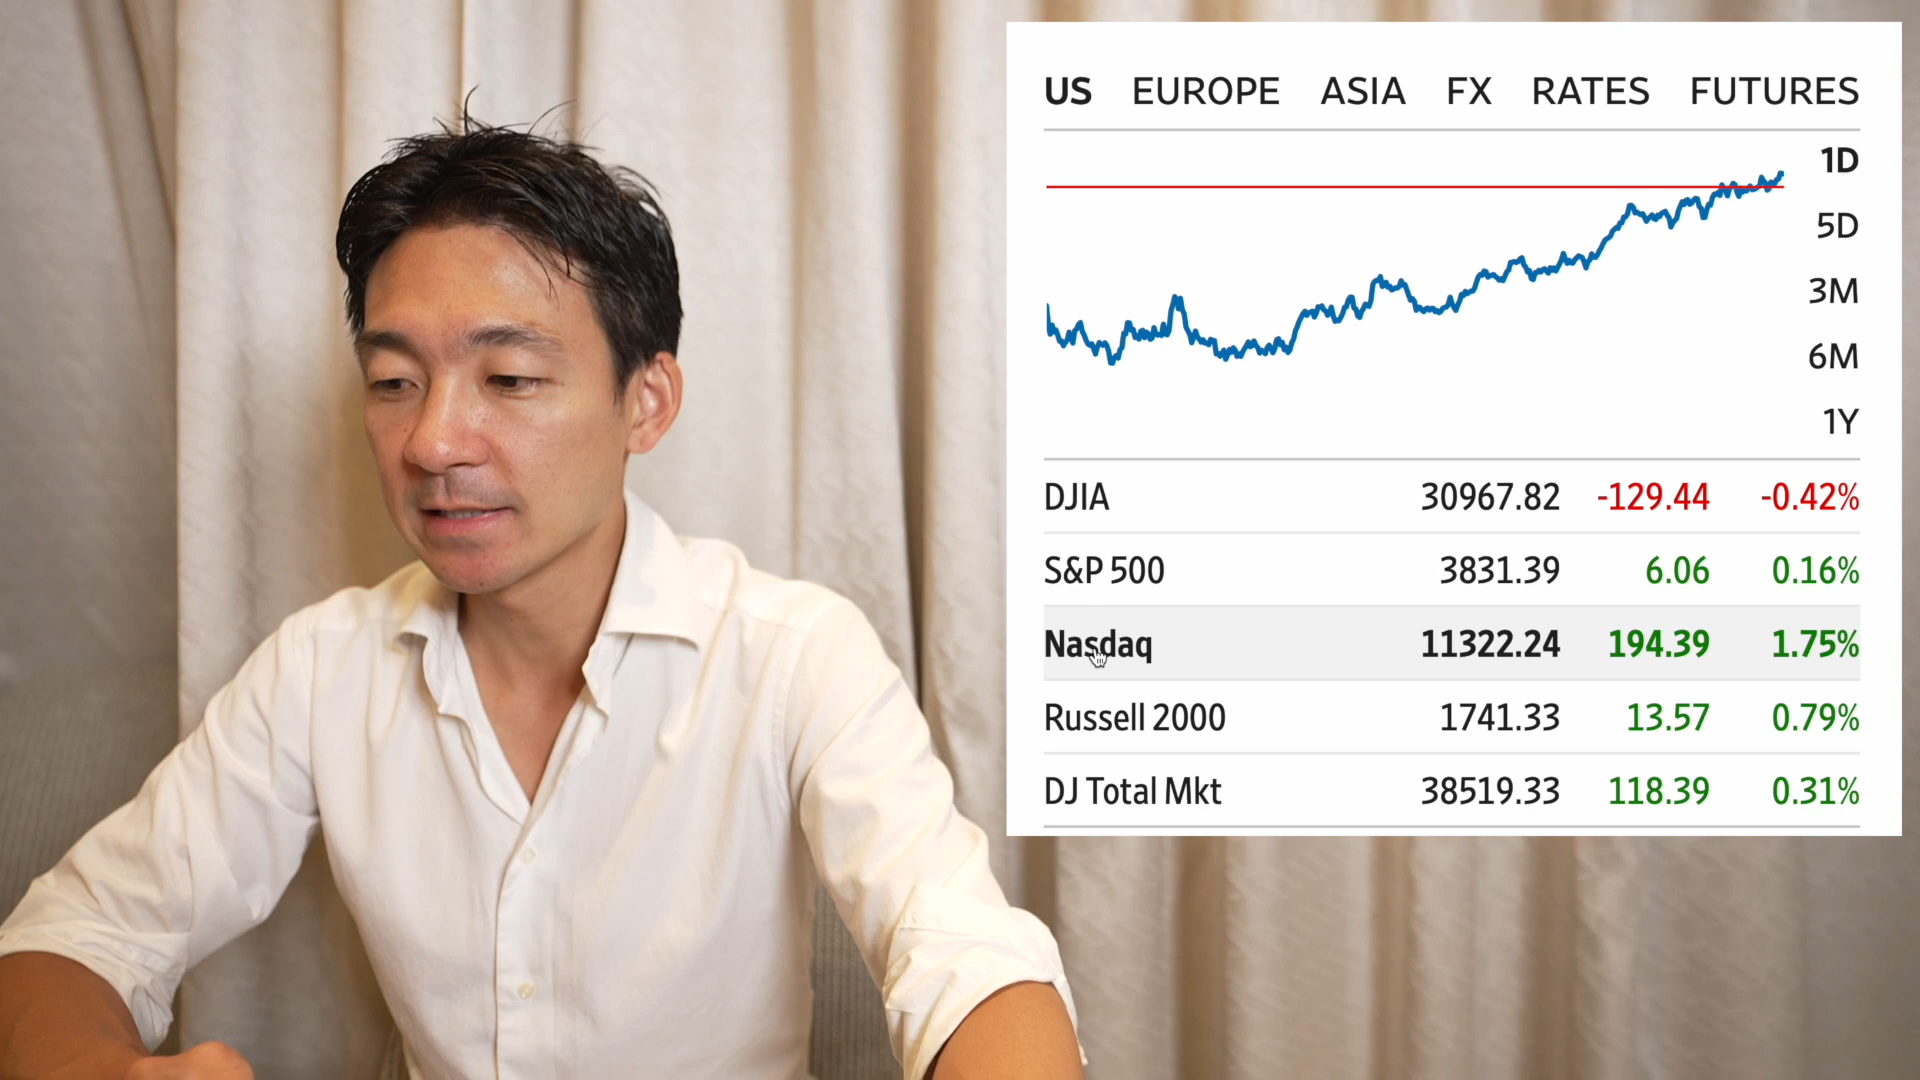 US EUROPE ASIA FX RATES FUTURES
1D
5D
3M
6M
1Y
DJIA 30967.82 -129.44 -0.42%
S&P 500 3831.39 6.06 0.16%
Nasdaq 11322.24 194.39 1.75%
Russell 2000 1741.33 13.57 0.79%
DJ Total Mkt 38519.33 118.39 0.31%